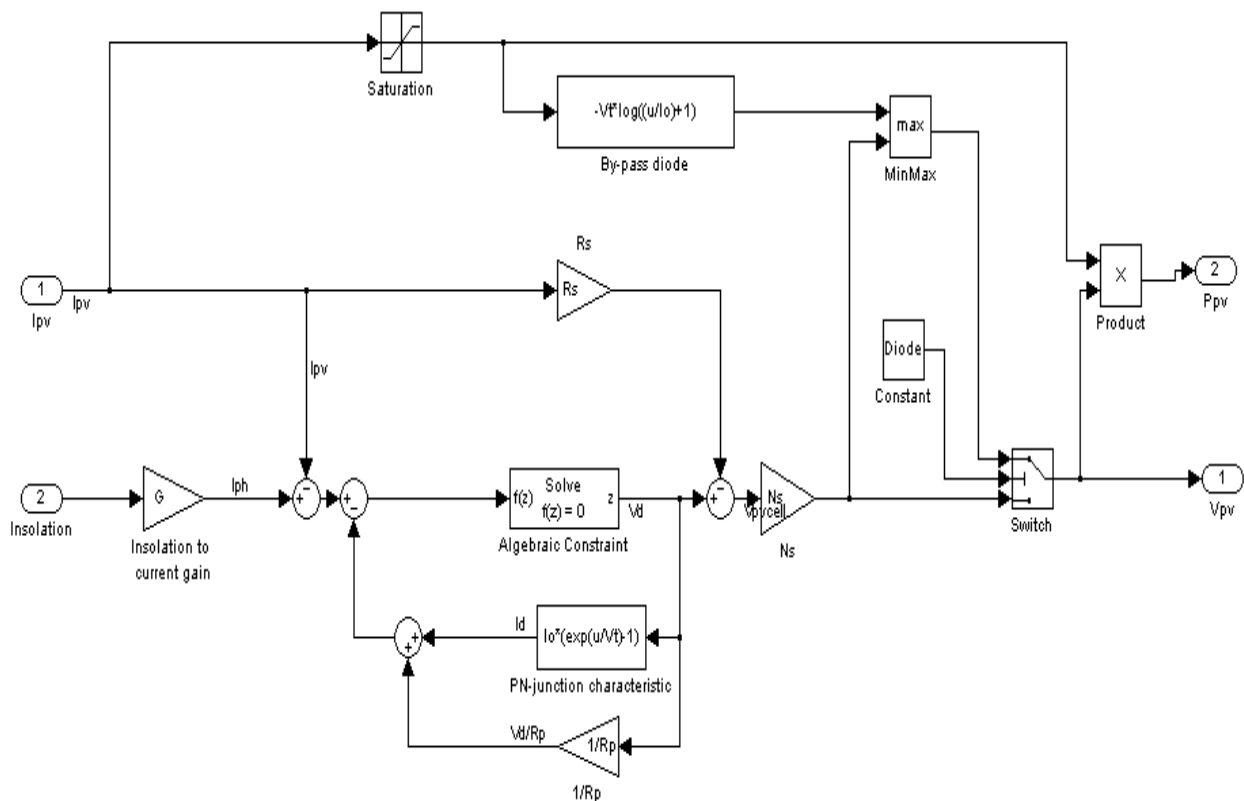 Saturation
-Vt*log((u/Io)+1)
By-pass diode
max
MinMax
Rs
Rs
1
Ipv
Ipv
X
Product
2
Ppv
Diode
Constant
Ipv
2
Insolation
G
Insolation to
current gain
Iph
+
-
+
-
f(z)
Solve
f(z) = 0
z
Algebraic Constraint
Vd
+
-
Vpvcell
Ns
Ns
Switch
1
Vpv
+
+
Id
Io*(exp(u/Vt)-1)
PN-junction characteristic
Vd/Rp
1/Rp
1/Rp